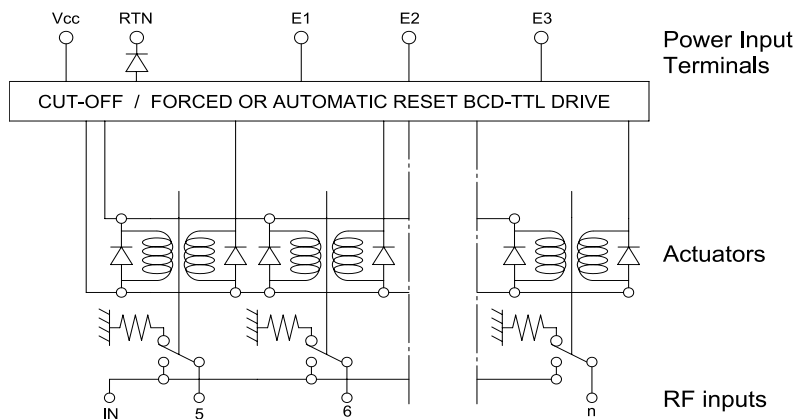 Vcc RTN E1 E2 E3
Power Input
Terminals
CUT-OFF / FORCED OR AUTOMATIC RESET BCD-TTL DRIVE
Actuators
IN 5 6 n
RF inputs